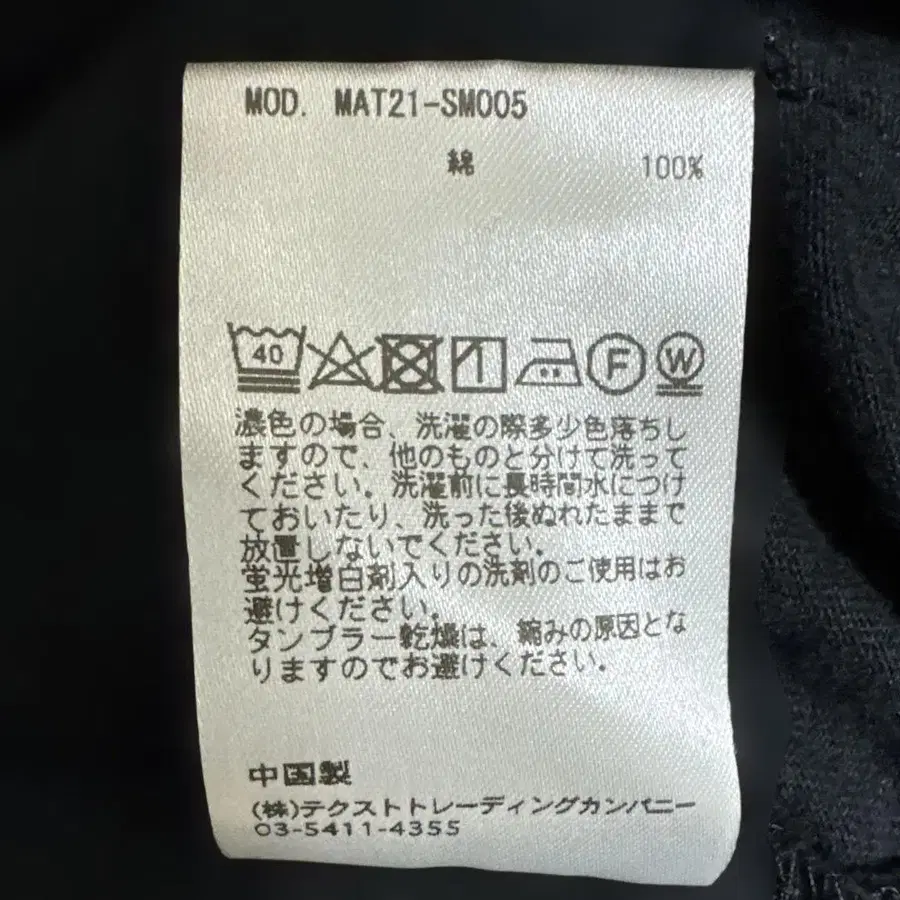 MOD. MAT21-SM005
綿 100%
40 F W
濃色の場合、洗濯の際多少色落ちし
ますので、他のものと分けて洗って
ください。洗濯前に長時間水につけ
ておいたり、洗った後ぬれたままで
放置しないでください。
蛍光増白剤入りの洗剤のご使用はお
避けください。
タンブラー乾燥は、縮みの原因とな
りますのでお避けください。
中国製
(株)テクストトレーディングカンパニー
03-5411-4355